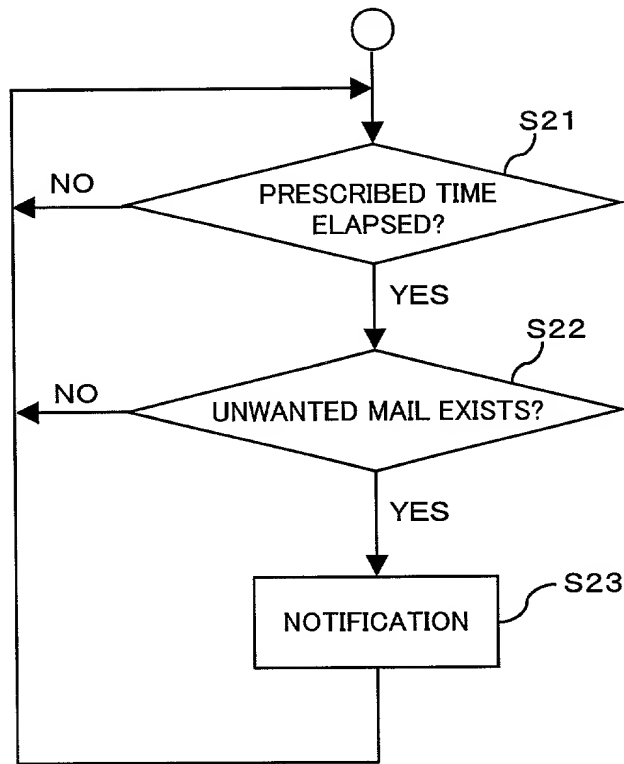 S21
NO
PRESCRIBED TIME
ELAPSED?
YES
S22
NO
UNWANTED MAIL EXISTS?
YES
S23
NOTIFICATION